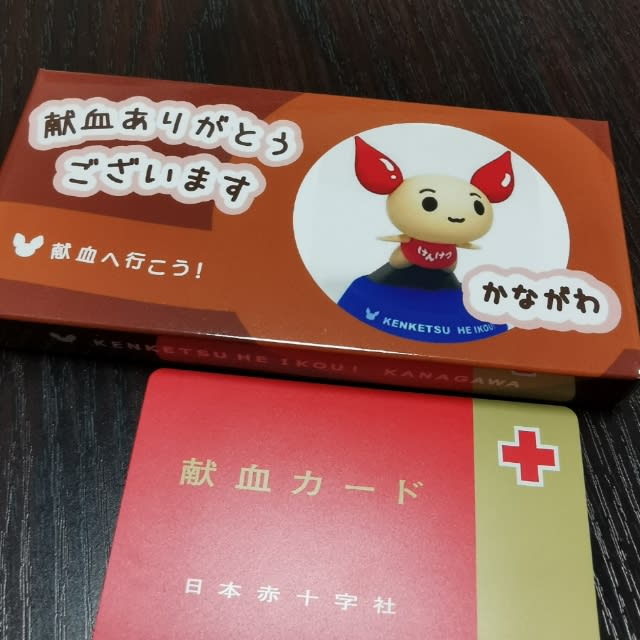 献血ありがとう
ございます
献血へ行こう!
けんけつ
KENKETSU HE IKOU!
かながわ
KENKETSU HE IKOU! KANAGAWA
献血カード
日本赤十字社